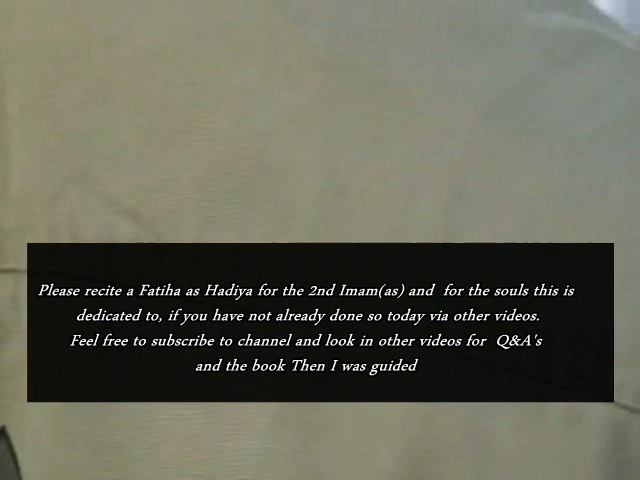 Please recite a Fatiha as Hadiya for the 2nd Imam(as) and for the souls this is
dedicated to, if you have not already done so today via other videos.
Feel free to subscribe to channel and look in other videos for Q&A's
and the book Then I was guided